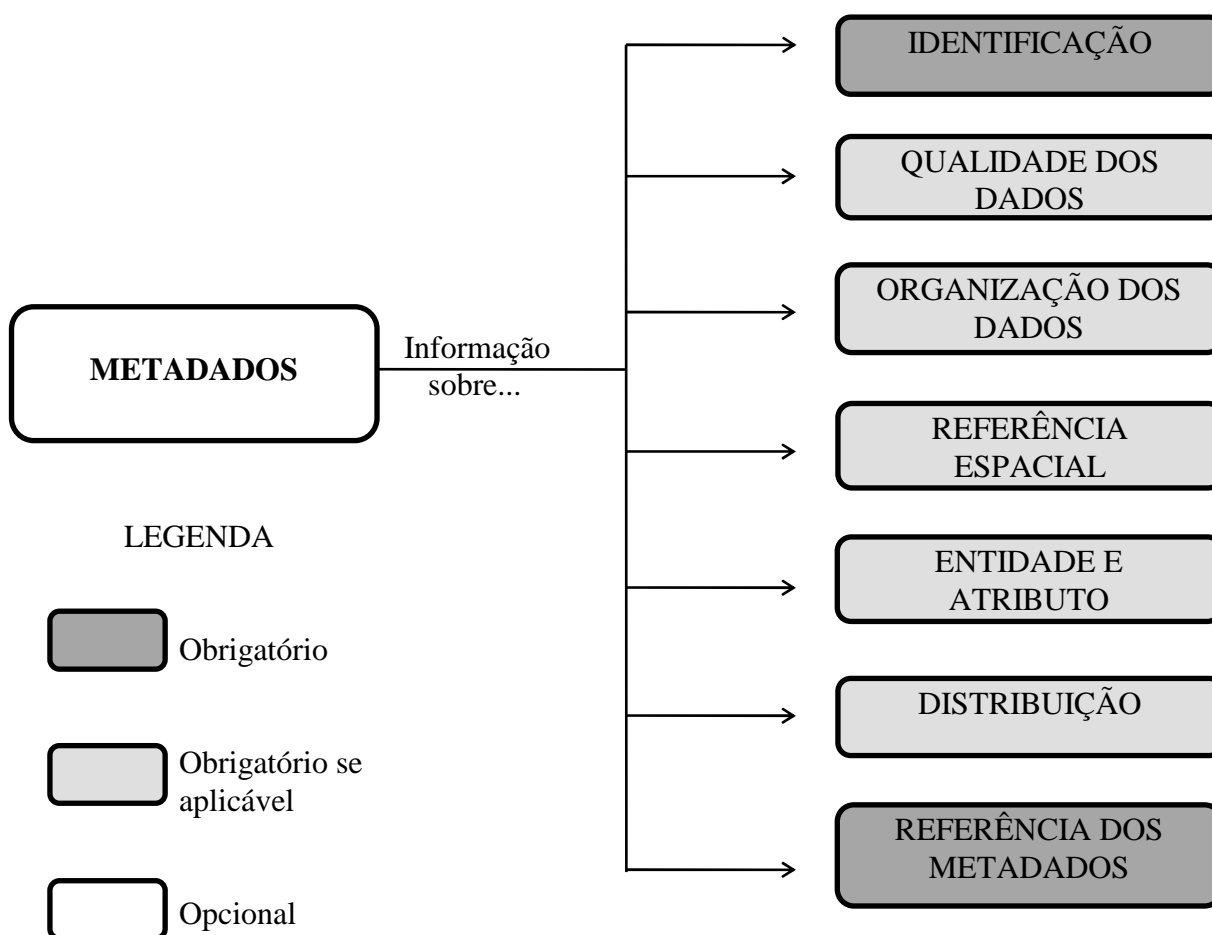 IDENTIFICAÇÃO
QUALIDADE DOS
DADOS
ORGANIZAÇÃO DOS
DADOS
METADADOS
Informação
sobre...
REFERÊNCIA
ESPACIAL
LEGENDA
ENTIDADE E
ATRIBUTO
Obrigatório
DISTRIBUIÇÃO
Obrigatório se
aplicável
REFERÊNCIA DOS
METADADOS
Opcional